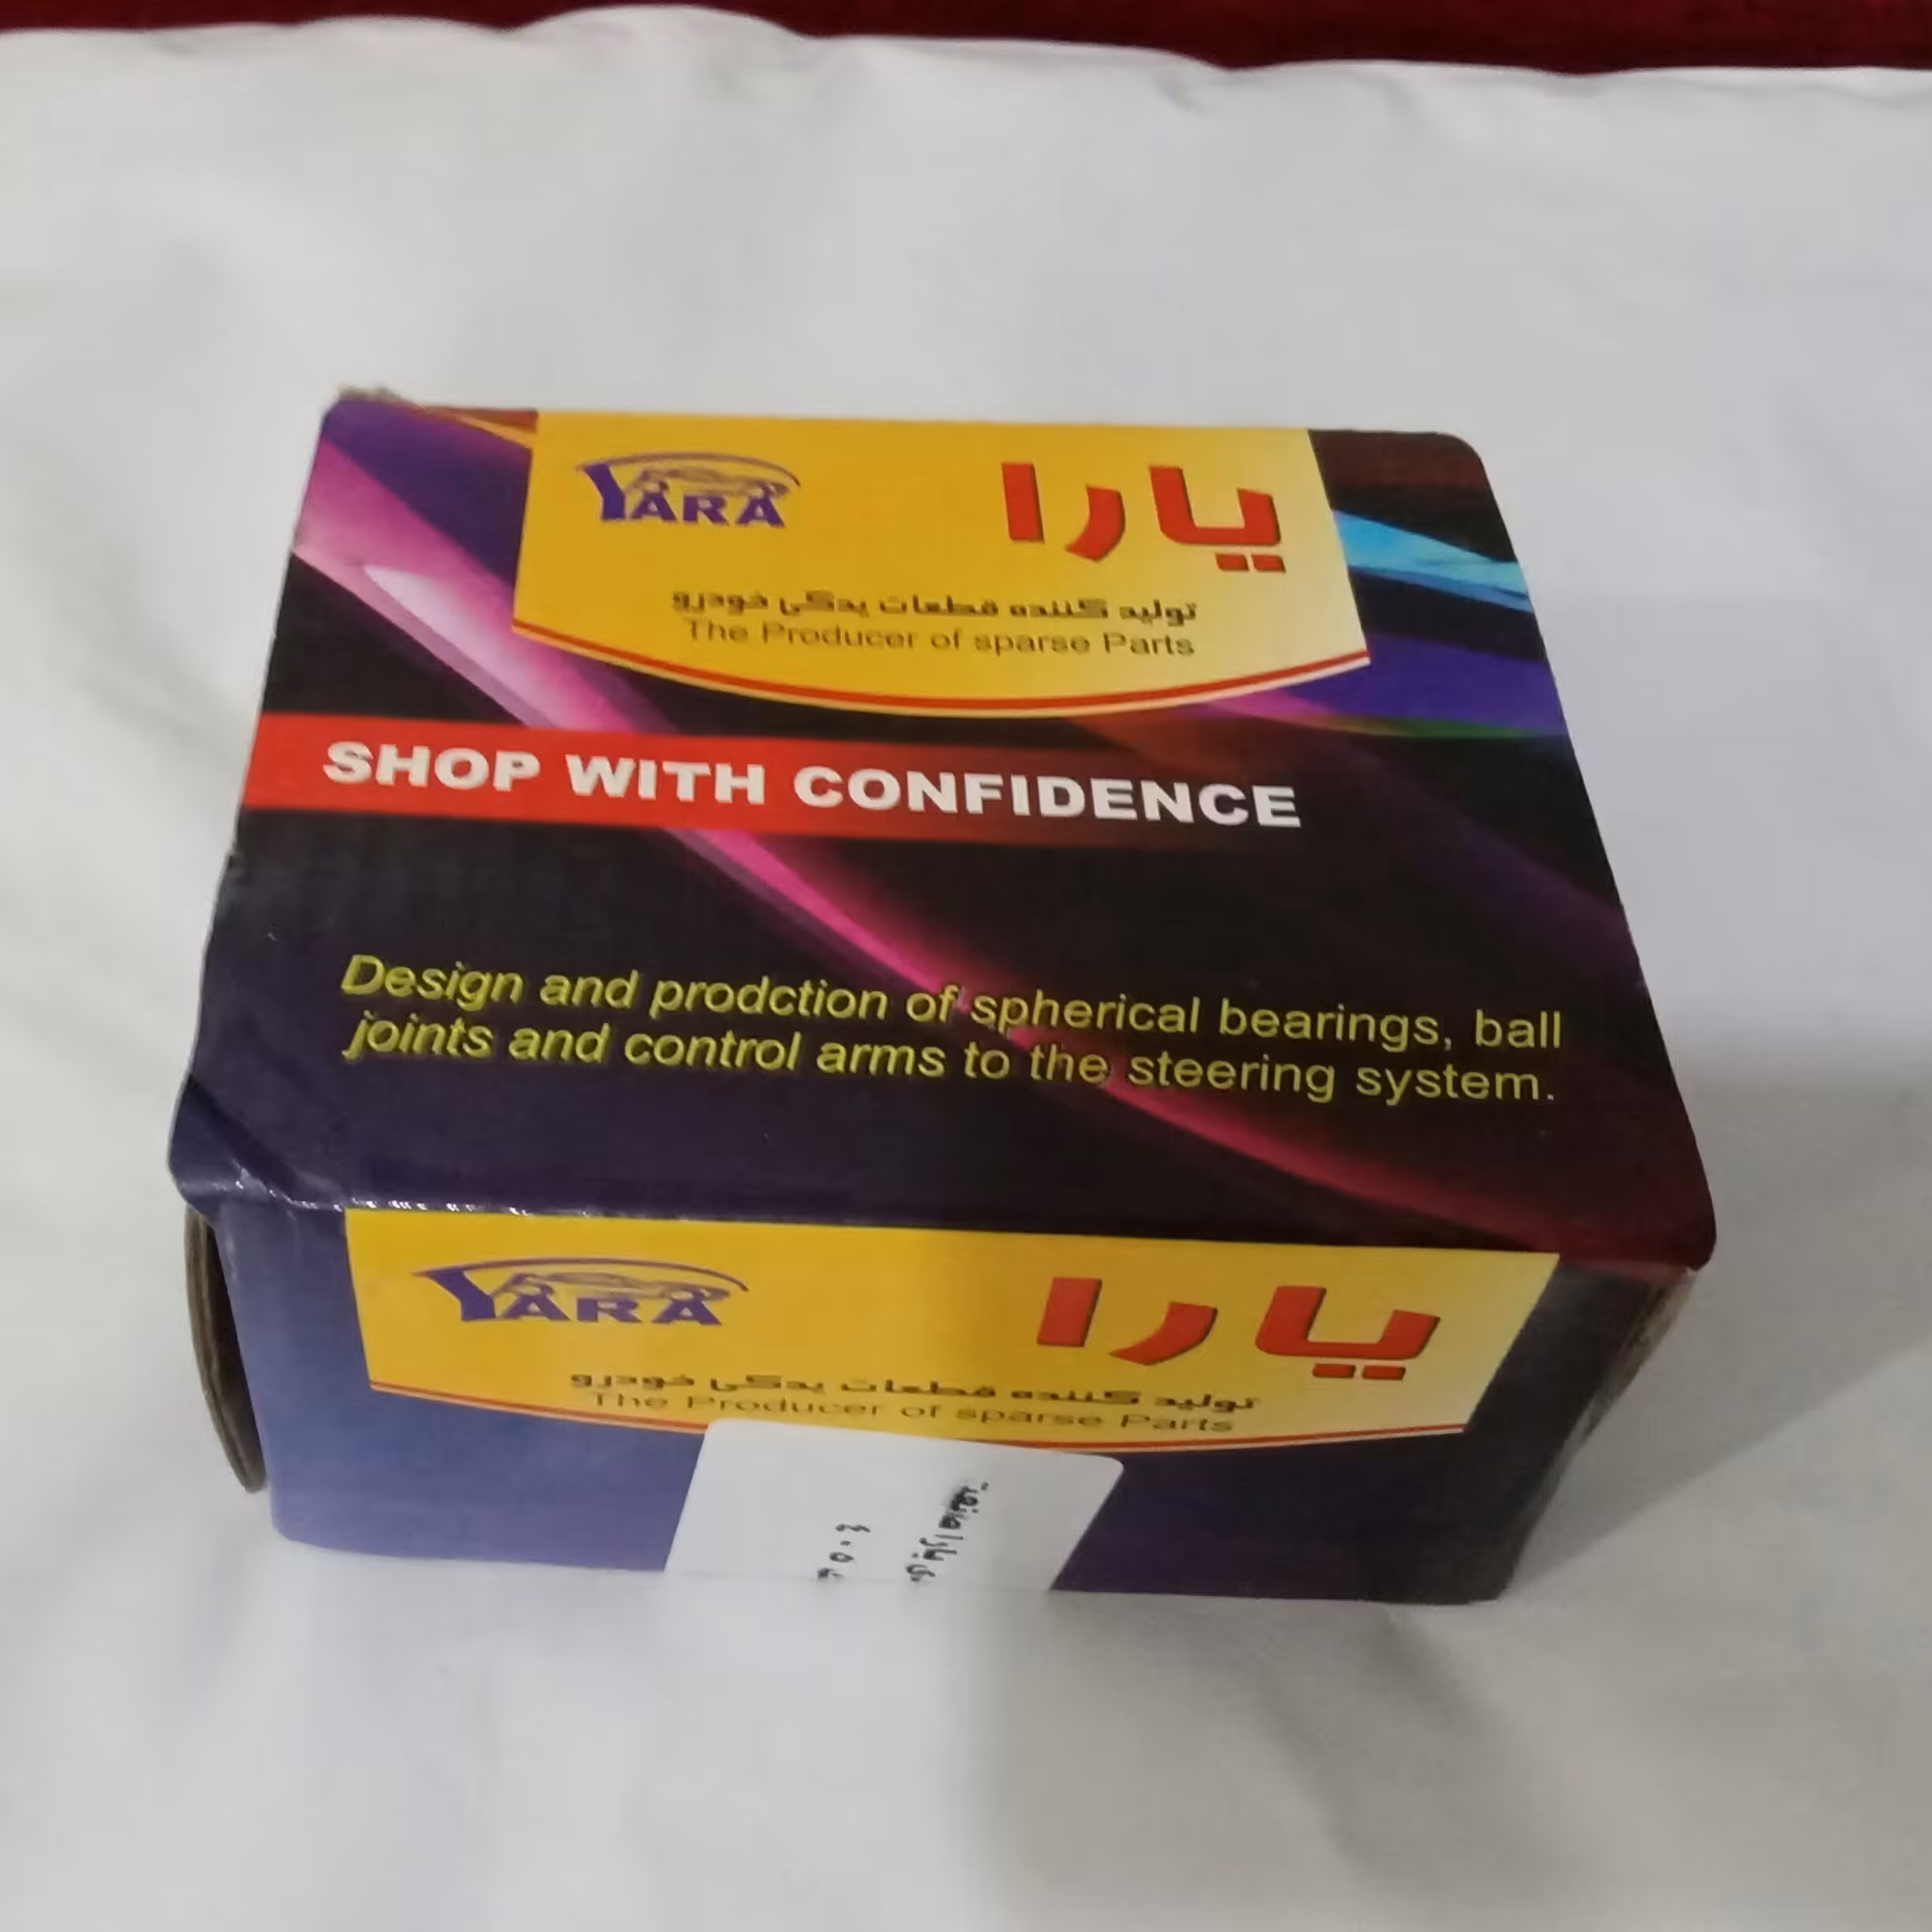 YARA
یارا
تولید کننده قطعات یدکی خودرو
The Producer of sparse Parts
SHOP WITH CONFIDENCE
Design and prodction of spherical bearings, ball
joints and control arms to the steering system.
YARA
یارا
تولید کننده قطعات یدکی خودرو
The Producer of sparse Parts